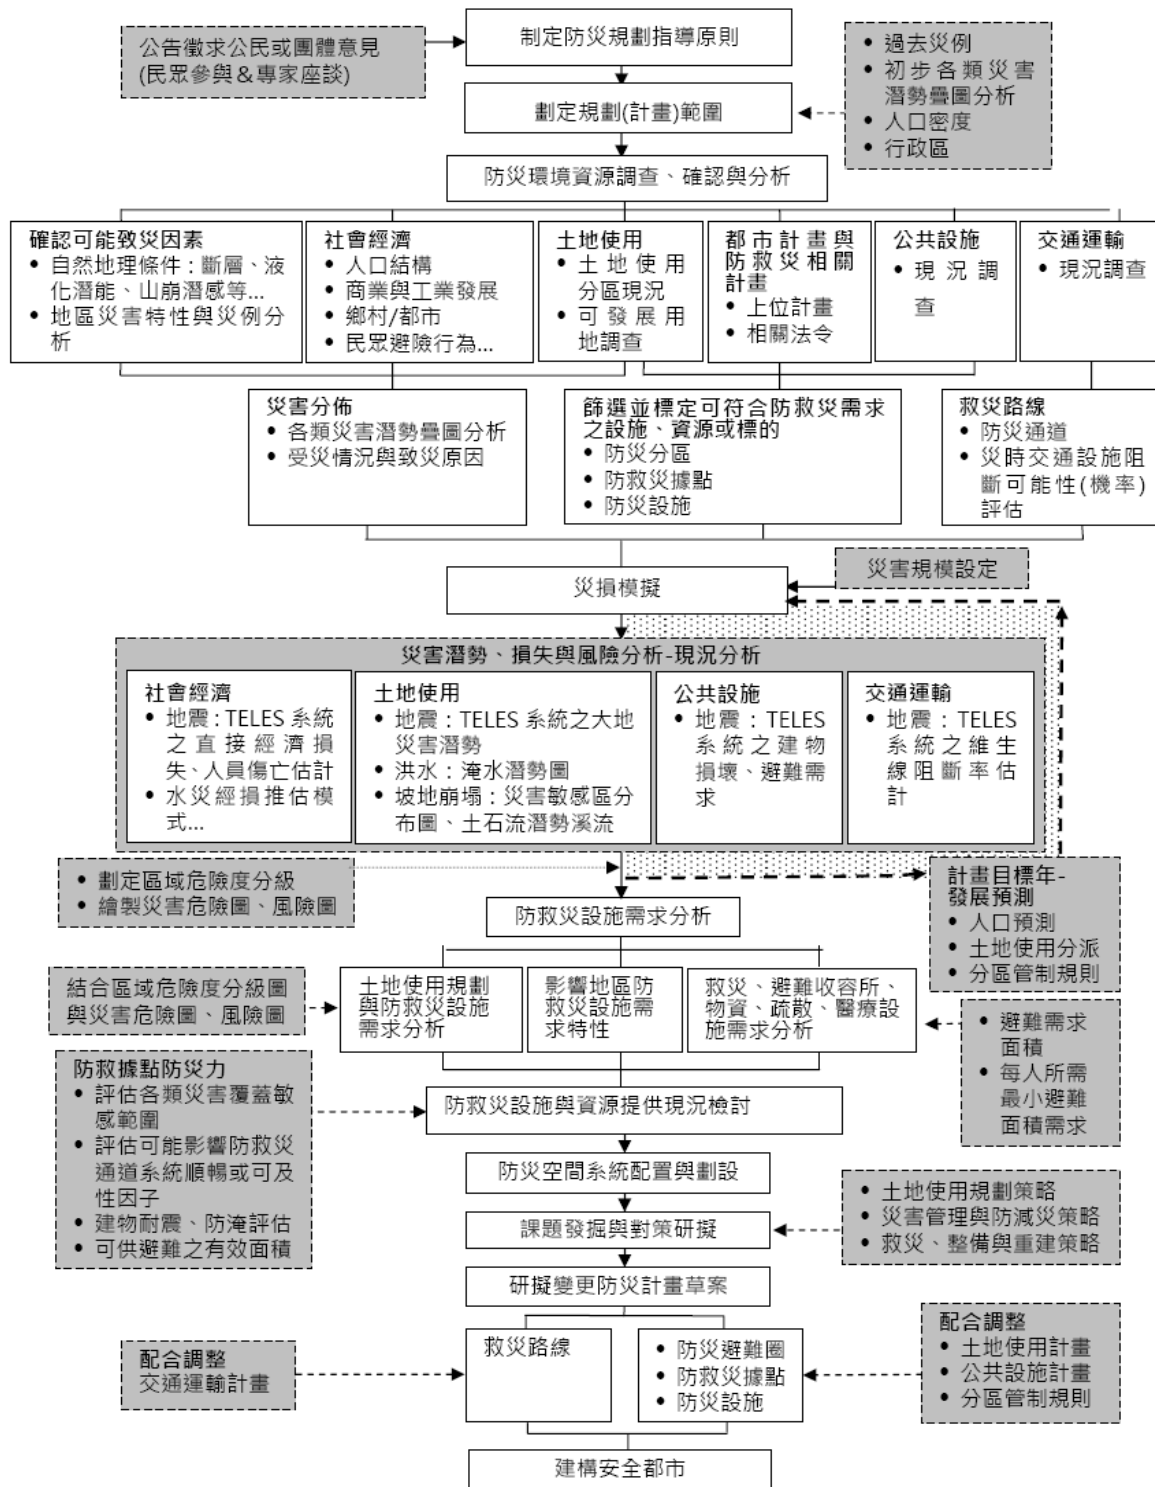 制定防災規劃指導原則
公告徵求公民或團體意見
(民眾參與&專家座談)
• 過去災例
• 初步各類災害
潛勢疊圖分析
• 人口密度
• 行政區
劃定規劃(計畫)範圍
防災環境資源調查、確認與分析
確認可能致災因素
• 自然地理條件:斷層、液
化潛能、山崩潛感等…
• 地區災害特性與災例分
析
社會經濟
• 人口結構
• 商業與工業發展
• 鄉村/都市
• 民眾避險行為…
土地使用
• 土地使用
分區現況
• 可發展用
地調查
都市計畫與
防救災相關
計畫
• 上位計畫
• 相關法令
公共設施
• 現況調
查
交通運輸
• 現況調查
災害分佈
• 各類災害潛勢疊圖分析
• 受災情況與致災原因
篩選並標定可符合防救災需求
之設施、資源或標的
• 防災分區
• 防救災據點
• 防災設施
救災路線
• 防災通道
• 災時交通設施阻
斷可能性(機率)
評估
災損模擬
災害規模設定
災害潛勢、損失與風險分析-現況分析
社會經濟
• 地震:TELES 系統
之直接經濟損
失、人員傷亡估計
• 水災經損推估模
式…
土地使用
• 地震:TELES 系統之大地
災害潛勢
• 洪水:淹水潛勢圖
• 坡地崩塌:災害敏感區分
布圖、土石流潛勢溪流
公共設施
• 地震:TELES
系統之建物
損壞、避難需
求
交通運輸
• 地震:TELES
系統之維生
線阻斷率估
計
• 劃定區域危險度分級
• 繪製災害危險圖、風險圖
計畫目標年-
發展預測
• 人口預測
• 土地使用分派
• 分區管制規則
防救災設施需求分析
結合區域危險度分級圖
與災害危險圖、風險圖
土地使用規劃
與防救災設施
需求分析
影響地區防
救災設施需
求特性
救災、避難收容所、
物資、疏散、醫療設
施需求分析
• 避難需求
面積
• 每人所需
最小避難
面積需求
防救據點防災力
• 評估各類災害覆蓋敏
感範圍
• 評估可能影響防救災
通道系統順暢或可及
性因子
• 建物耐震、防淹評估
• 可供避難之有效面積
防救災設施與資源提供現況檢討
防災空間系統配置與劃設
課題發掘與對策研擬
• 土地使用規劃策略
• 災害管理與防減災策略
• 救災、整備與重建策略
研擬變更防災計畫草案
配合調整
交通運輸計畫
救災路線
• 防災避難圈
• 防救災據點
• 防災設施
配合調整
• 土地使用計畫
• 公共設施計畫
• 分區管制規則
建構安全都市